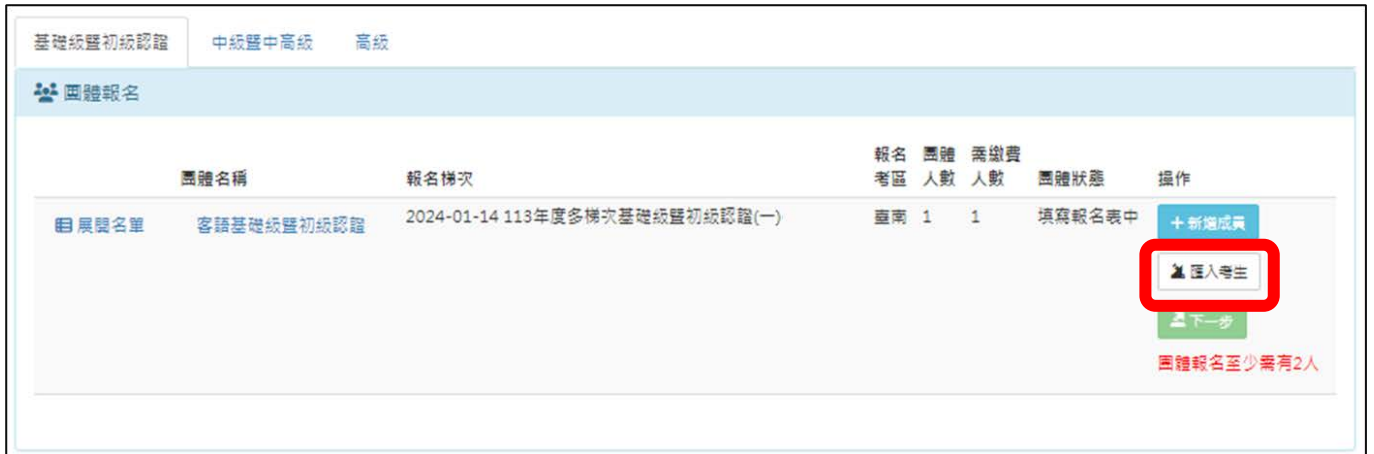 基礎級暨初級認證 中級暨中高級 高級
團體報名
團體名稱 報名梯次 報名考區 團體人數 需繳費人數 團體狀態 操作
展開名單 客語基礎級暨初級認證 2024-01-14 113年度多梯次基礎級暨初級認證(一) 臺南 1 1 填寫報名表中 +新增成員
匯入考生
下一步
團體報名至少需有2人